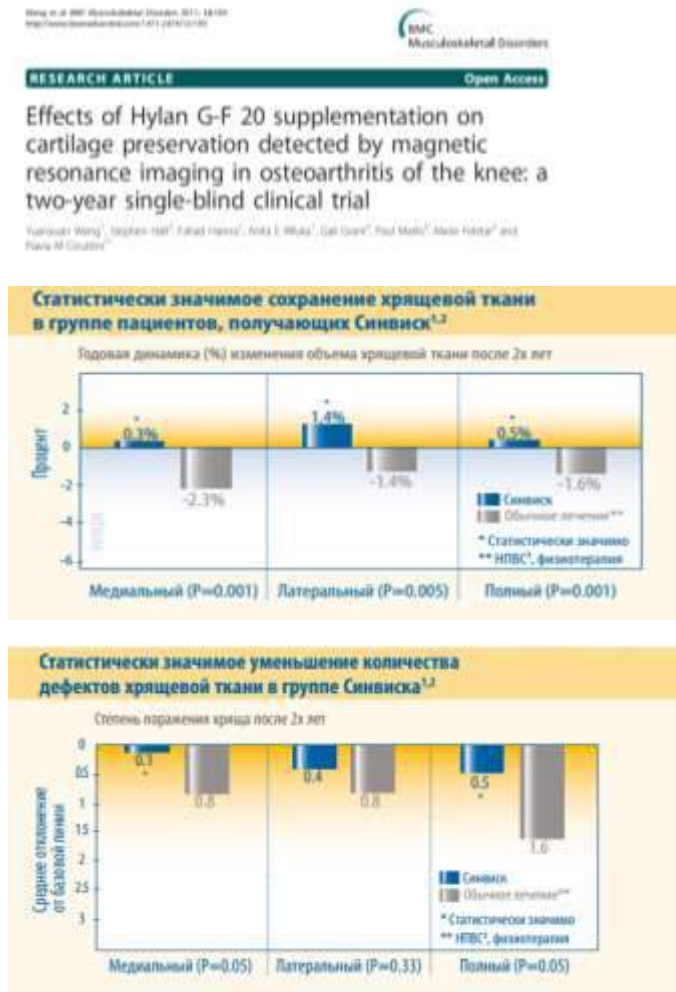 BMC
Musculoskeletal Disorders
RESEARCH ARTICLE
Open Access
Effects of Hylan G-F 20 supplementation on
cartilage preservation detected by magnetic
resonance imaging in osteoarthritis of the knee: a
two-year single-blind clinical trial
Статистически значимое сохранение хрящевой ткани
в группе пациентов, получающих Синвиск¹,²
Годовая динамика (%) изменения объема хрящевой ткани после 2х лет
Процент
2
0
-2
-4
-6
*
0.3%
-2.3%
*
1.4%
-1.4%
*
0.5%
-1.6%
Синвиск
Обычное лечение**
* Статистически значимо
** НПВС³, физиотерапия
Медиальный (P=0.001)
Латеральный (P=0.005)
Полный (P=0.001)
Статистически значимое уменьшение количества
дефектов хрящевой ткани в группе Синвиска¹,²
Степень поражения хряща после 2х лет
Среднее отклонение
от базовой линии
0
0.5
1
1.5
2
2.5
3
0.1
*
0.8
0.4
0.8
0.5
*
1.6
Синвиск
Обычное лечение**
* Статистически значимо
** НПВС³, физиотерапия
Медиальный (P=0.05)
Латеральный (P=0.33)
Полный (P=0.05)